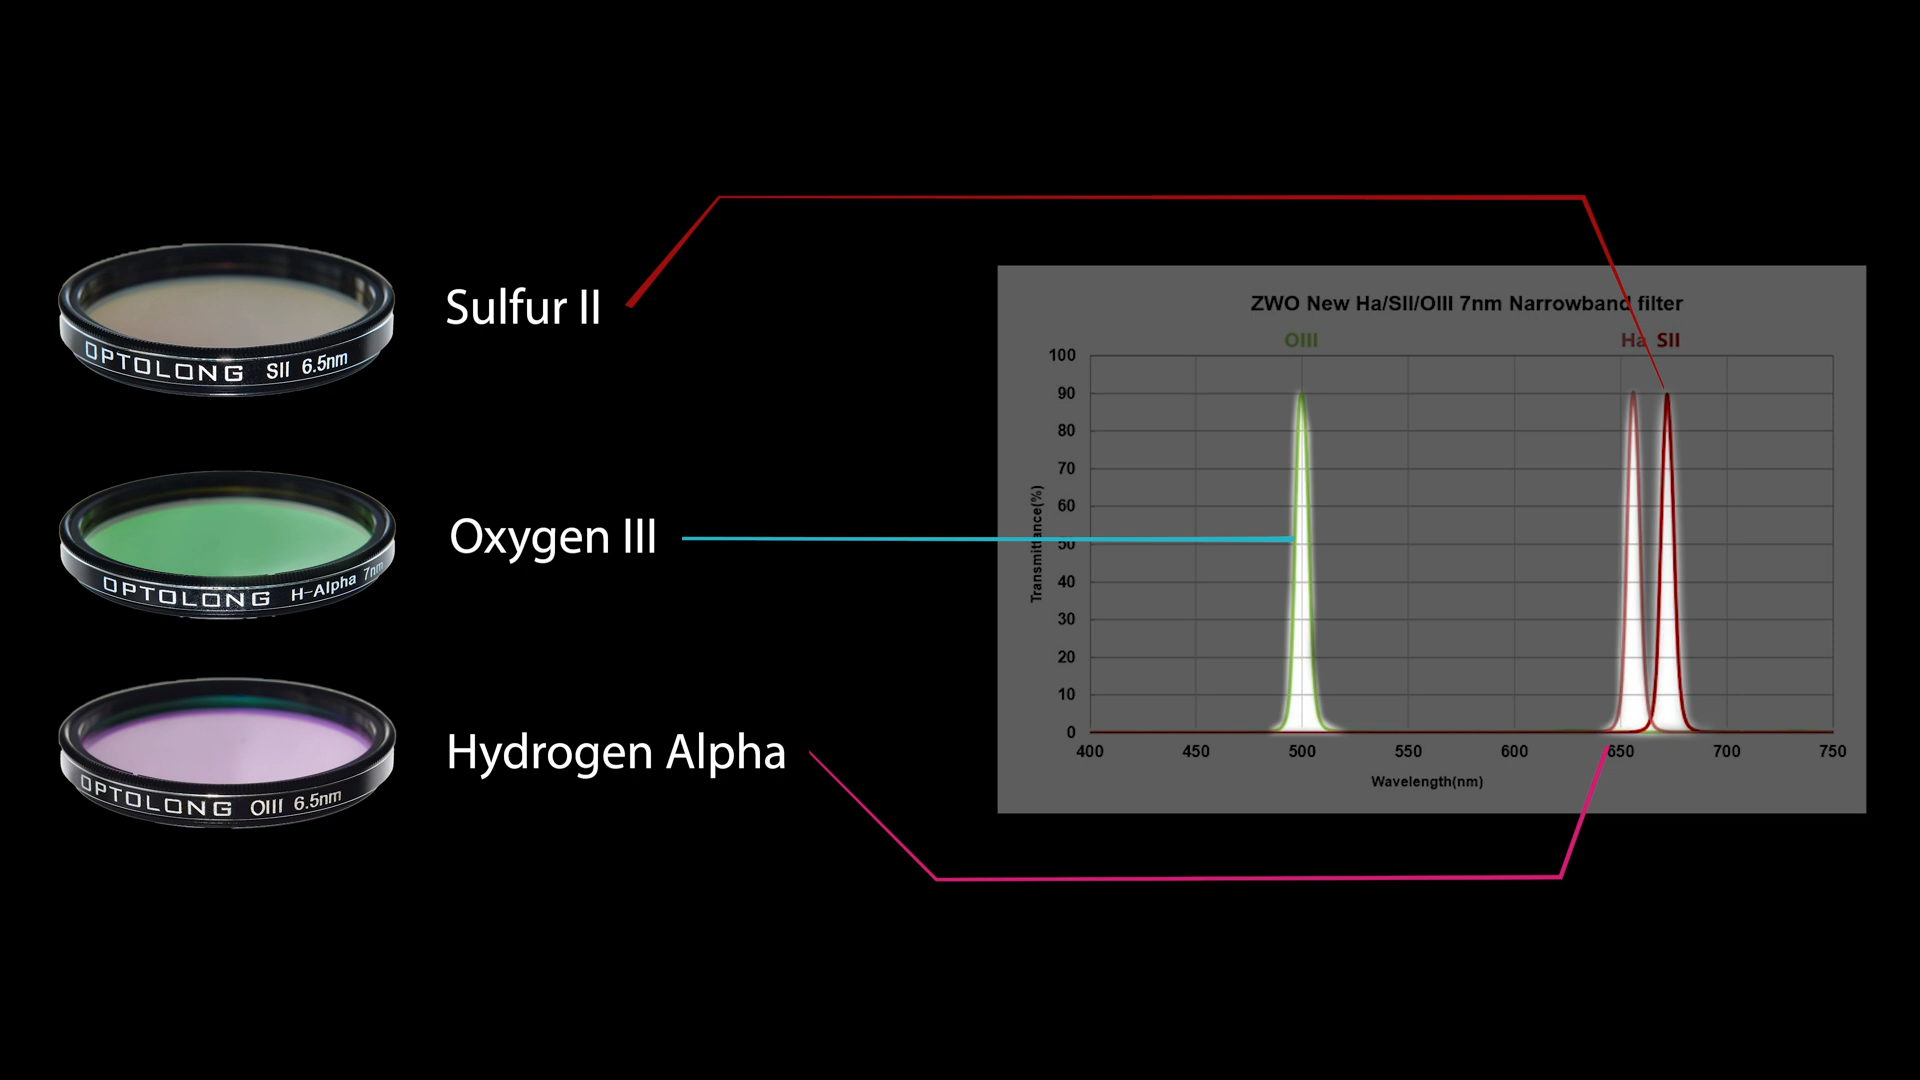 Sulfur II
OPTOLONG SII 6.5nm
Oxygen III
OPTOLONG H-Alpha 7nm
Hydrogen Alpha
OPTOLONG OIII 6.5nm
ZWO New Ha/SII/OIII 7nm Narrowband filter
OIII Ha SII
Transmittance(%)
100
90
80
70
60
50
40
30
20
10
0
400 450 500 550 600 650 700 750
Wavelength(nm)